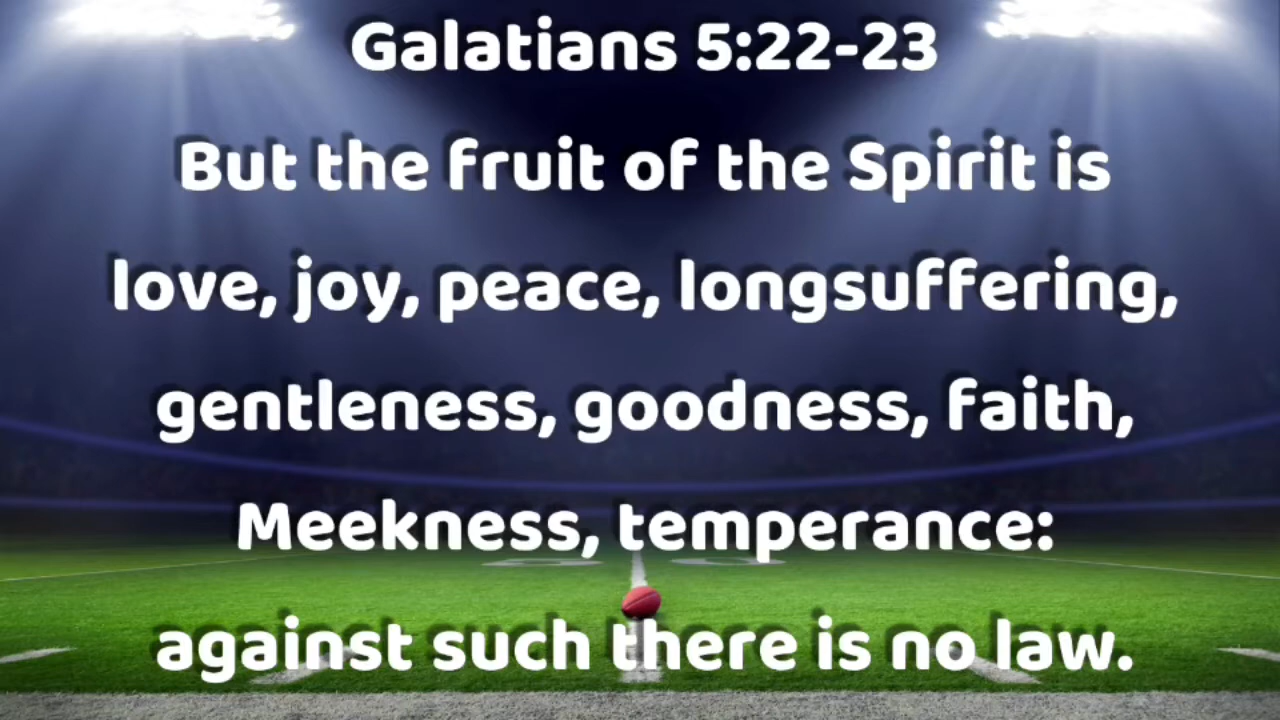 Galatians 5:22-23
But the fruit of the Spirit is
love, joy, peace, longsuffering,
gentleness, goodness, faith,
Meekness, temperance:
against such there is no law.